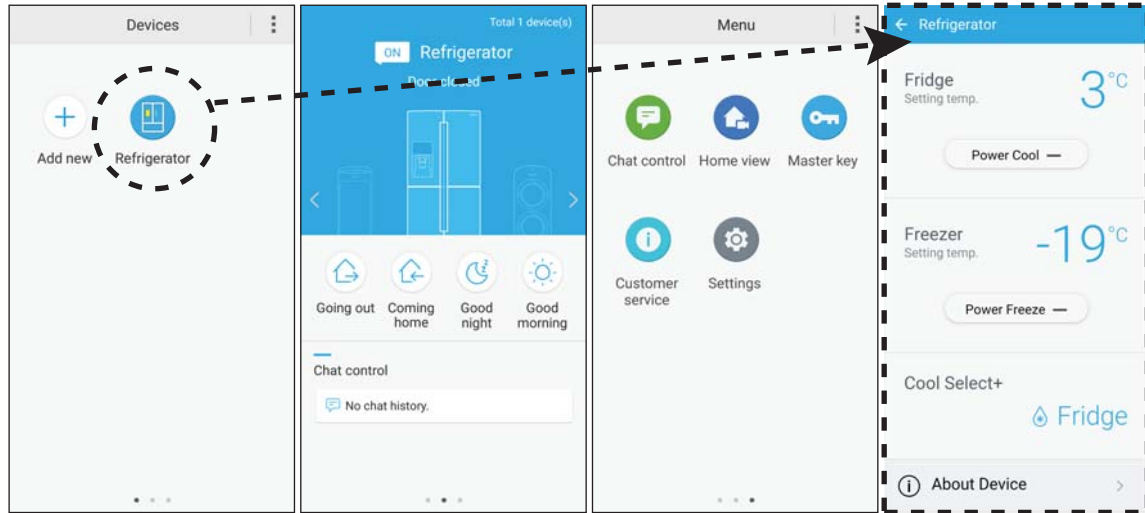 Devices
Add new
Refrigerator
Total 1 device(s)
ON Refrigerator
Door closed
Going out
Coming
home
Good
night
Good
morning
Chat control
No chat history.
Menu
Chat control
Home view
Master key
Customer
service
Settings
Refrigerator
Fridge
Setting temp.
3°C
Power Cool —
Freezer
Setting temp.
-19°C
Power Freeze —
Cool Select+
Fridge
About Device